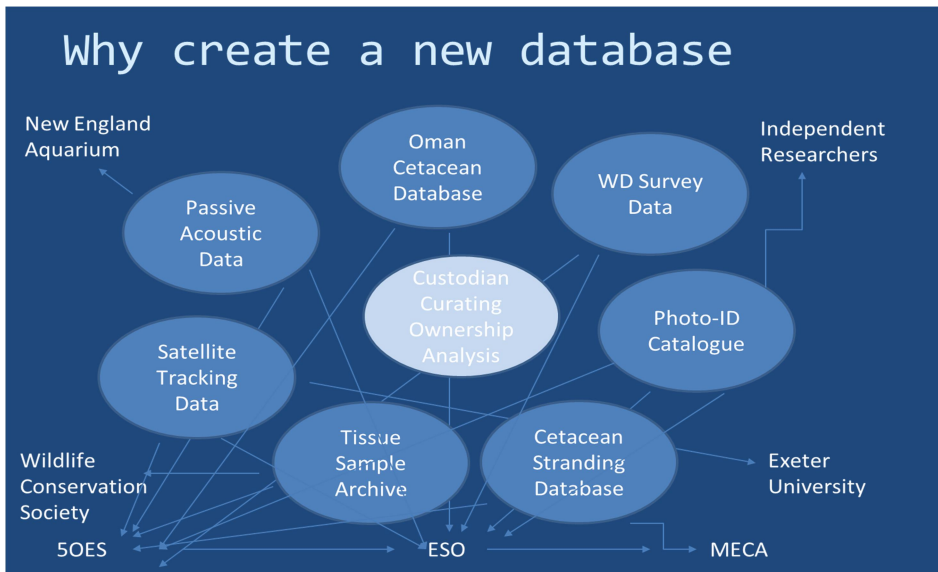 Why create a new database
New England
Aquarium
Oman
Cetacean
Database
Independent
Researchers
WD Survey
Data
Passive
Acoustic
Data
Custodian
Curating
Ownership
Analysis
Photo-ID
Catalogue
Satellite
Tracking
Data
Tissue
Sample
Archive
Cetacean
Stranding
Database
Wildlife
Conservation
Society
Exeter
University
5OES
ESO
MECA